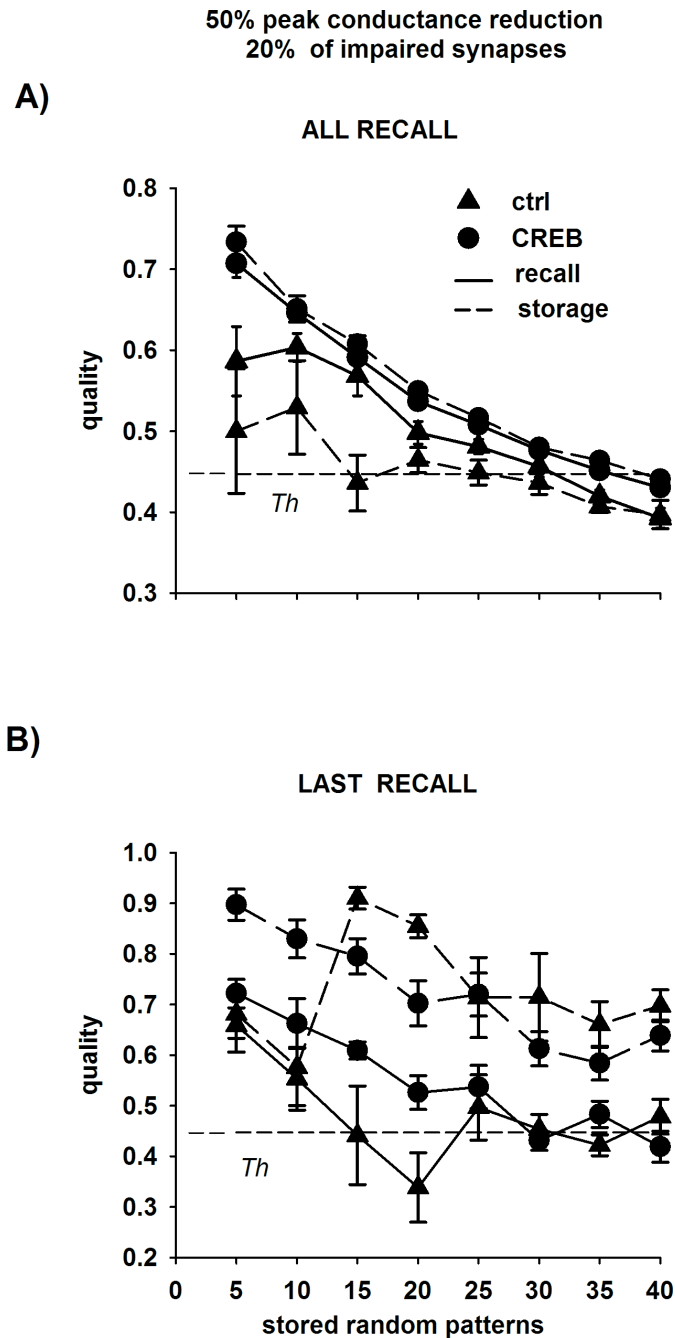 50% peak conductance reduction
20% of impaired synapses
A)
ALL RECALL
0.8
0.7
0.6
0.5
0.4
0.3
quality
ctrl
CREB
recall
storage
Th
B)
LAST RECALL
1.0
0.9
0.8
0.7
0.6
0.5
0.4
0.3
0.2
quality
Th
0 5 10 15 20 25 30 35 40
stored random patterns